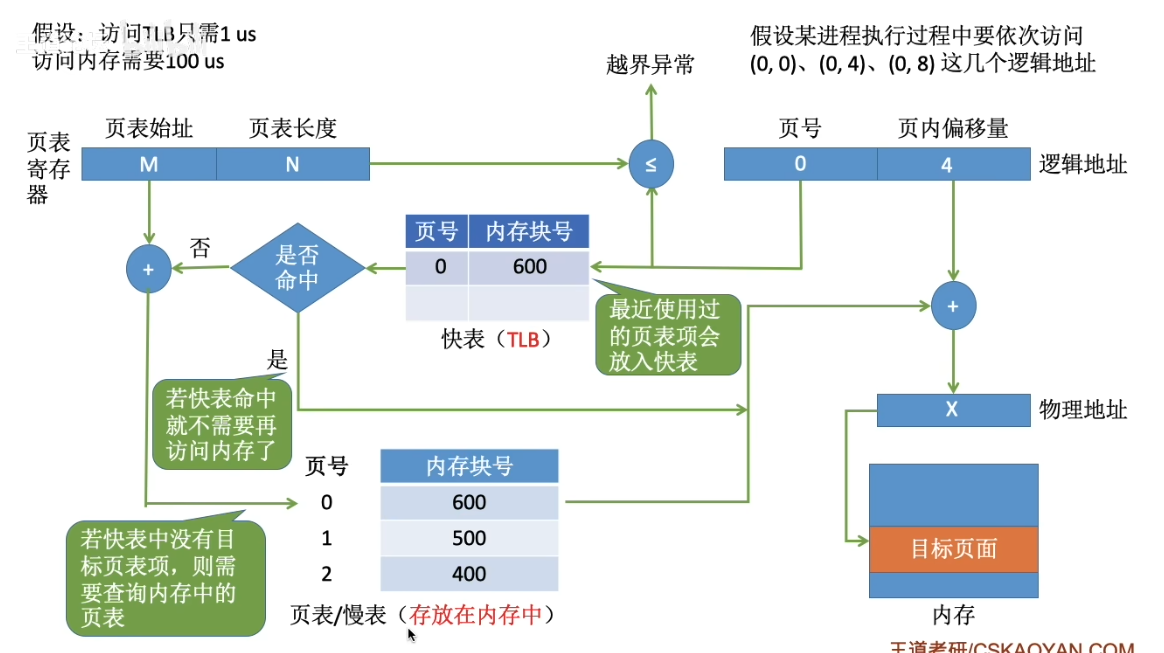 假设：访问TLB只需1 us
访问内存需要100 us
假设某进程执行过程中要依次访问
(0, 0)、(0, 4)、(0, 8) 这几个逻辑地址
越界异常
页表始址
页表长度
页号
页内偏移量
页表
寄存
器
M
N
≤
0
4
逻辑地址
页号
内存块号
否
是否
命中
+
0
600
+
最近使用过
的页表项会
放入快表
快表（TLB）
是
若快表命中
就不需要再
访问内存了
X
物理地址
页号
内存块号
0
600
1
500
2
400
若快表中没有目
标页表项，则需
要查询内存中的
页表
目标页面
页表/慢表（存放在内存中）
内存
王道考研/CSKAOYAN.COM